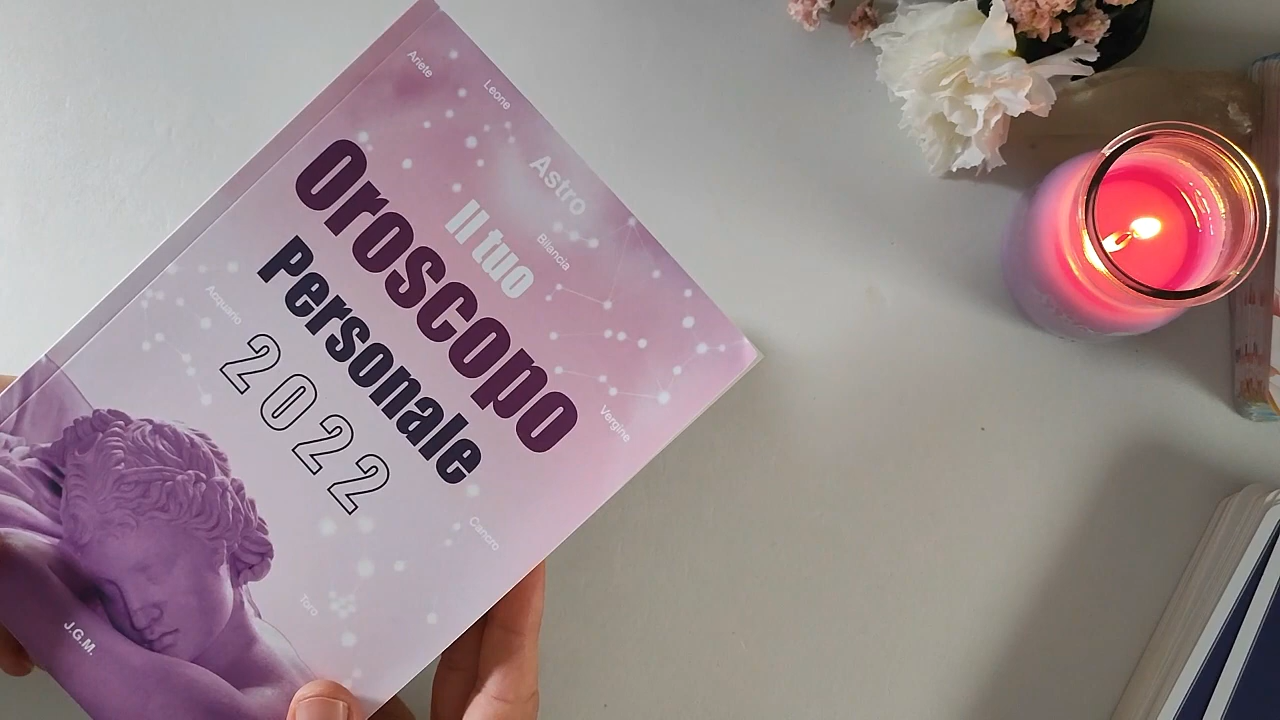 Ariete
Leone
Astro
Il tuo
Bilancia
Oroscopo
Personale
Acquario
2022
Vergine
Cancro
Toro
J.G.M.